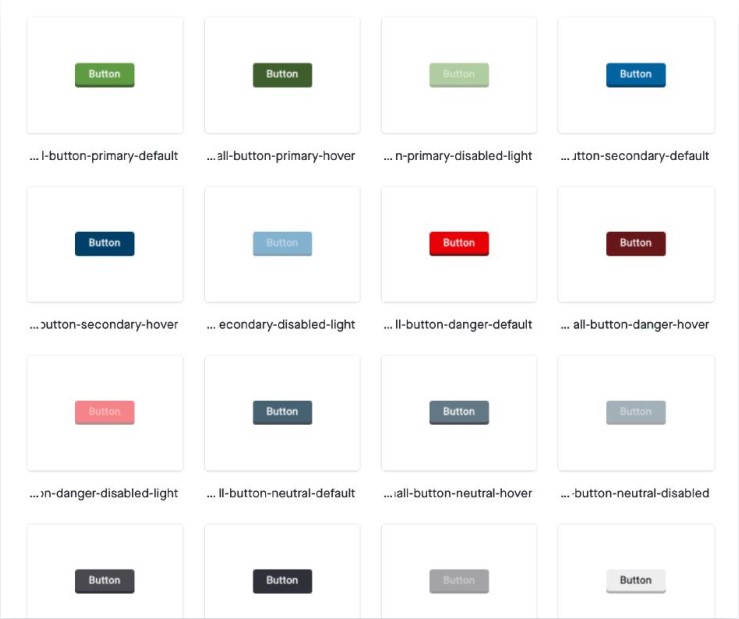 Button Button Button Button
... l-button-primary-default ...all-button-primary-hover ... n-primary-disabled-light ... utton-secondary-default
Button Button Button Button
...outton-secondary-hover ... econdary-disabled-light ... ll-button-danger-default ... all-button-danger-hover
Button Button Button Button
...on-danger-disabled-light ... ll-button-neutral-default ...all-button-neutral-hover ...-button-neutral-disabled
Button Button Button Button